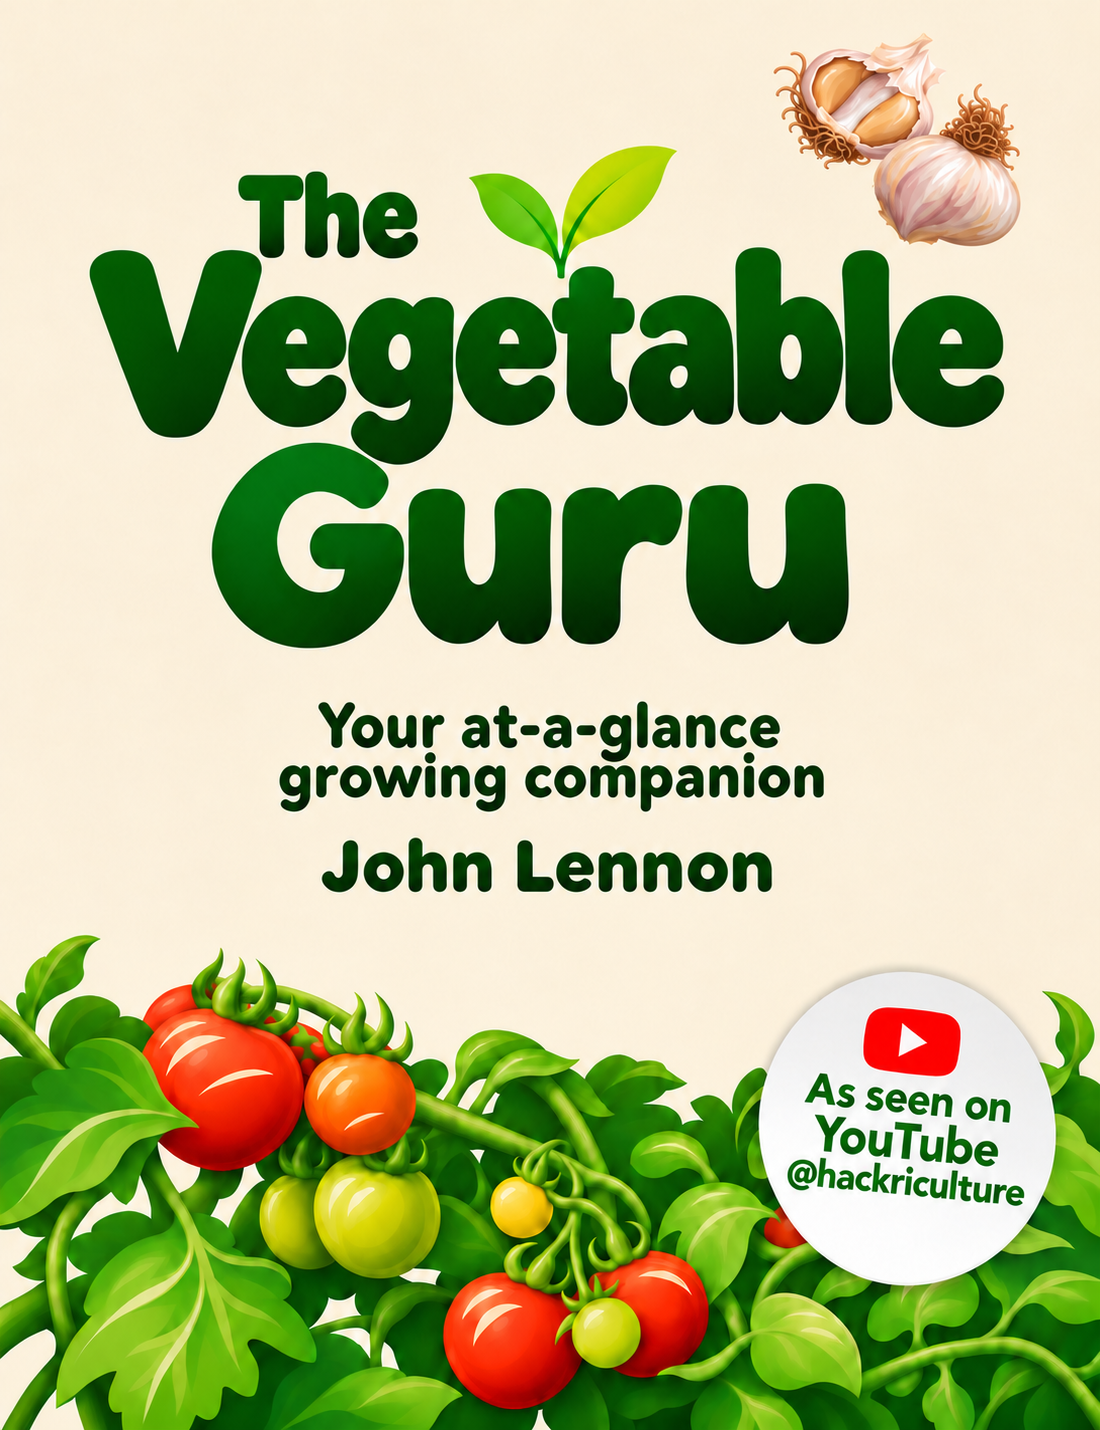 The
Vegetable
Guru
Your at-a-glance
growing companion
John Lennon
As seen on
YouTube
@hackriculture